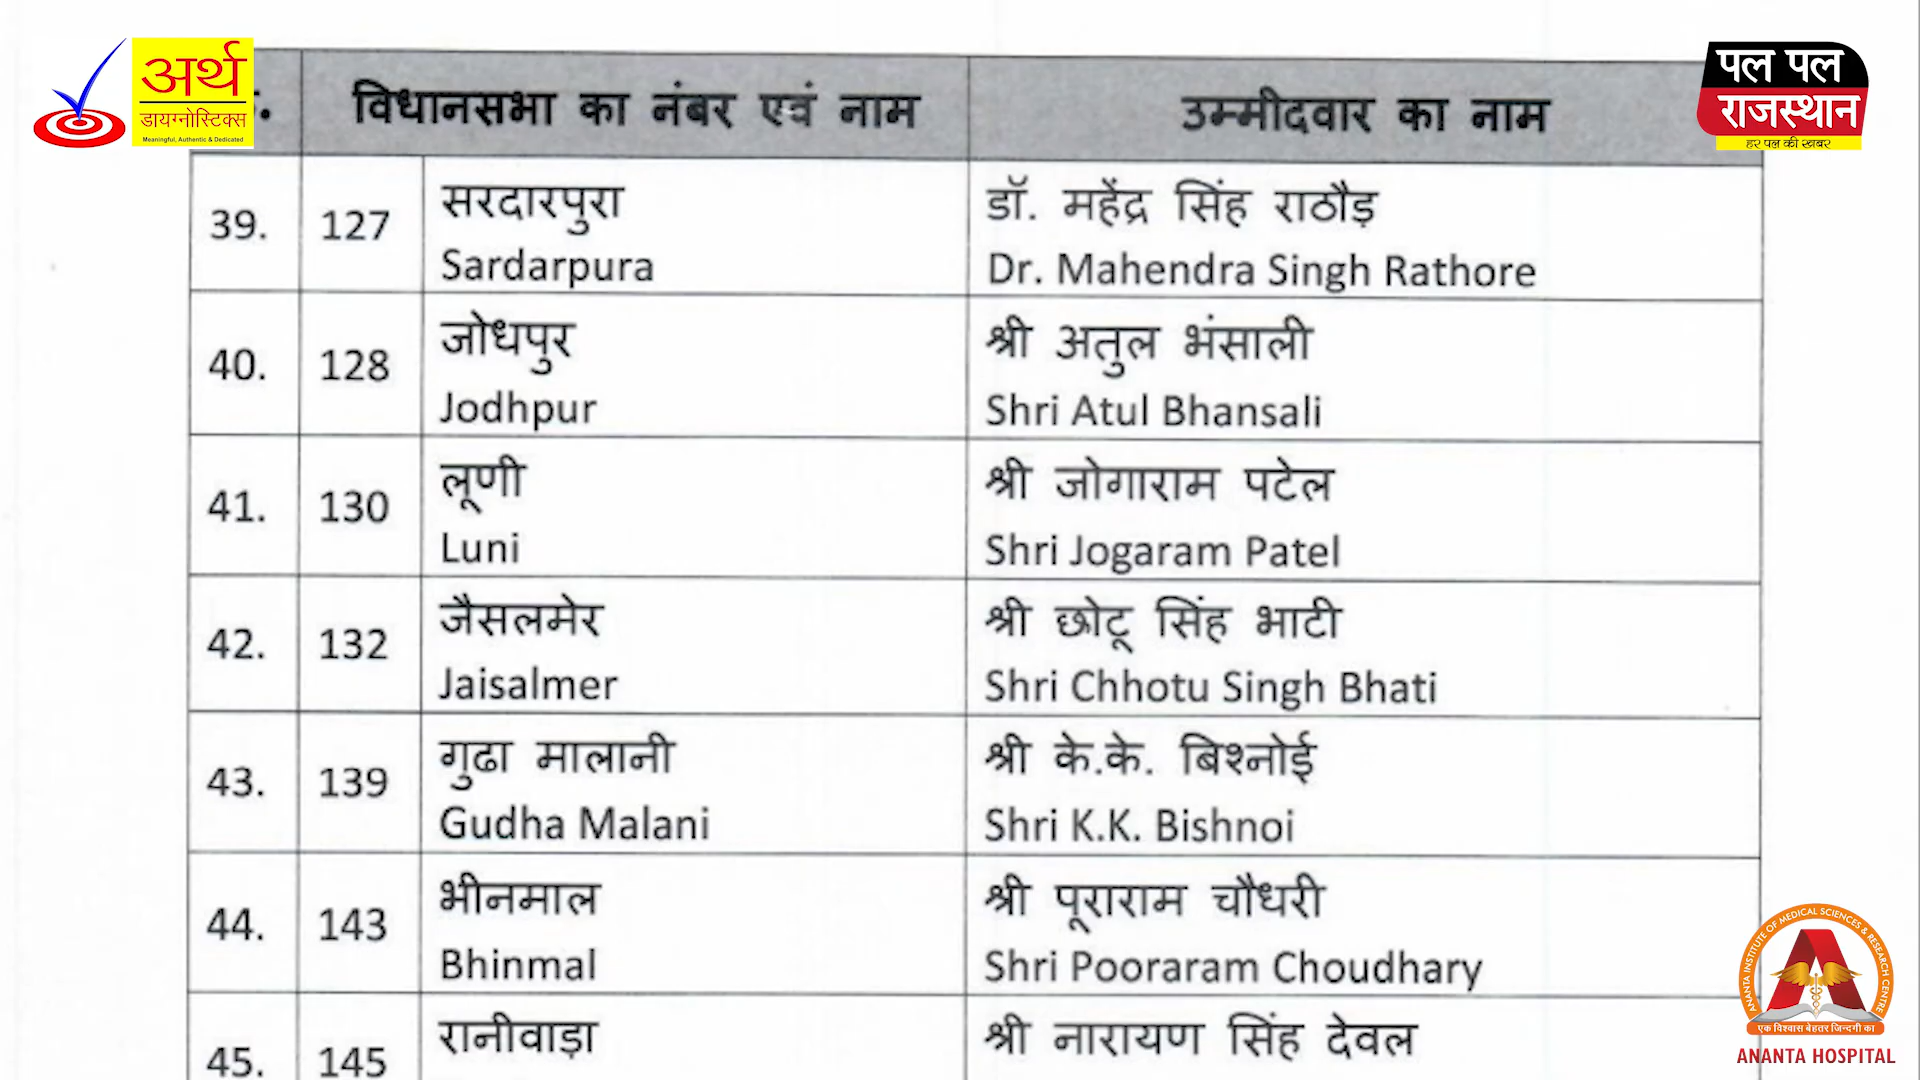 अर्थ
डायग्नोस्टिक्स
Meaningful, Authentic & Dedicated
पल पल
राजस्थान
हर पल की खबर
विधानसभा का नंबर एवं नाम उम्मीदवार का नाम
39. 127 सरदारपुरा डॉ. महेंद्र सिंह राठौड़
Sardarpura Dr. Mahendra Singh Rathore
40. 128 जोधपुर श्री अतुल भंसाली
Jodhpur Shri Atul Bhansali
41. 130 लूणी श्री जोगाराम पटेल
Luni Shri Jogaram Patel
42. 132 जैसलमेर श्री छोटू सिंह भाटी
Jaisalmer Shri Chhotu Singh Bhati
43. 139 गुढा मालानी श्री के.के. बिश्नोई
Gudha Malani Shri K.K. Bishnoi
44. 143 भीनमाल श्री पूराराम चौधरी
Bhinmal Shri Pooraram Choudhary
45. 145 रानीवाड़ा श्री नारायण सिंह देवल
ANANTA INSTITUTE OF MEDICAL SCIENCES & RESEARCH CENTRE
एक विश्वास बेहतर जिन्दगी का
ANANTA HOSPITAL